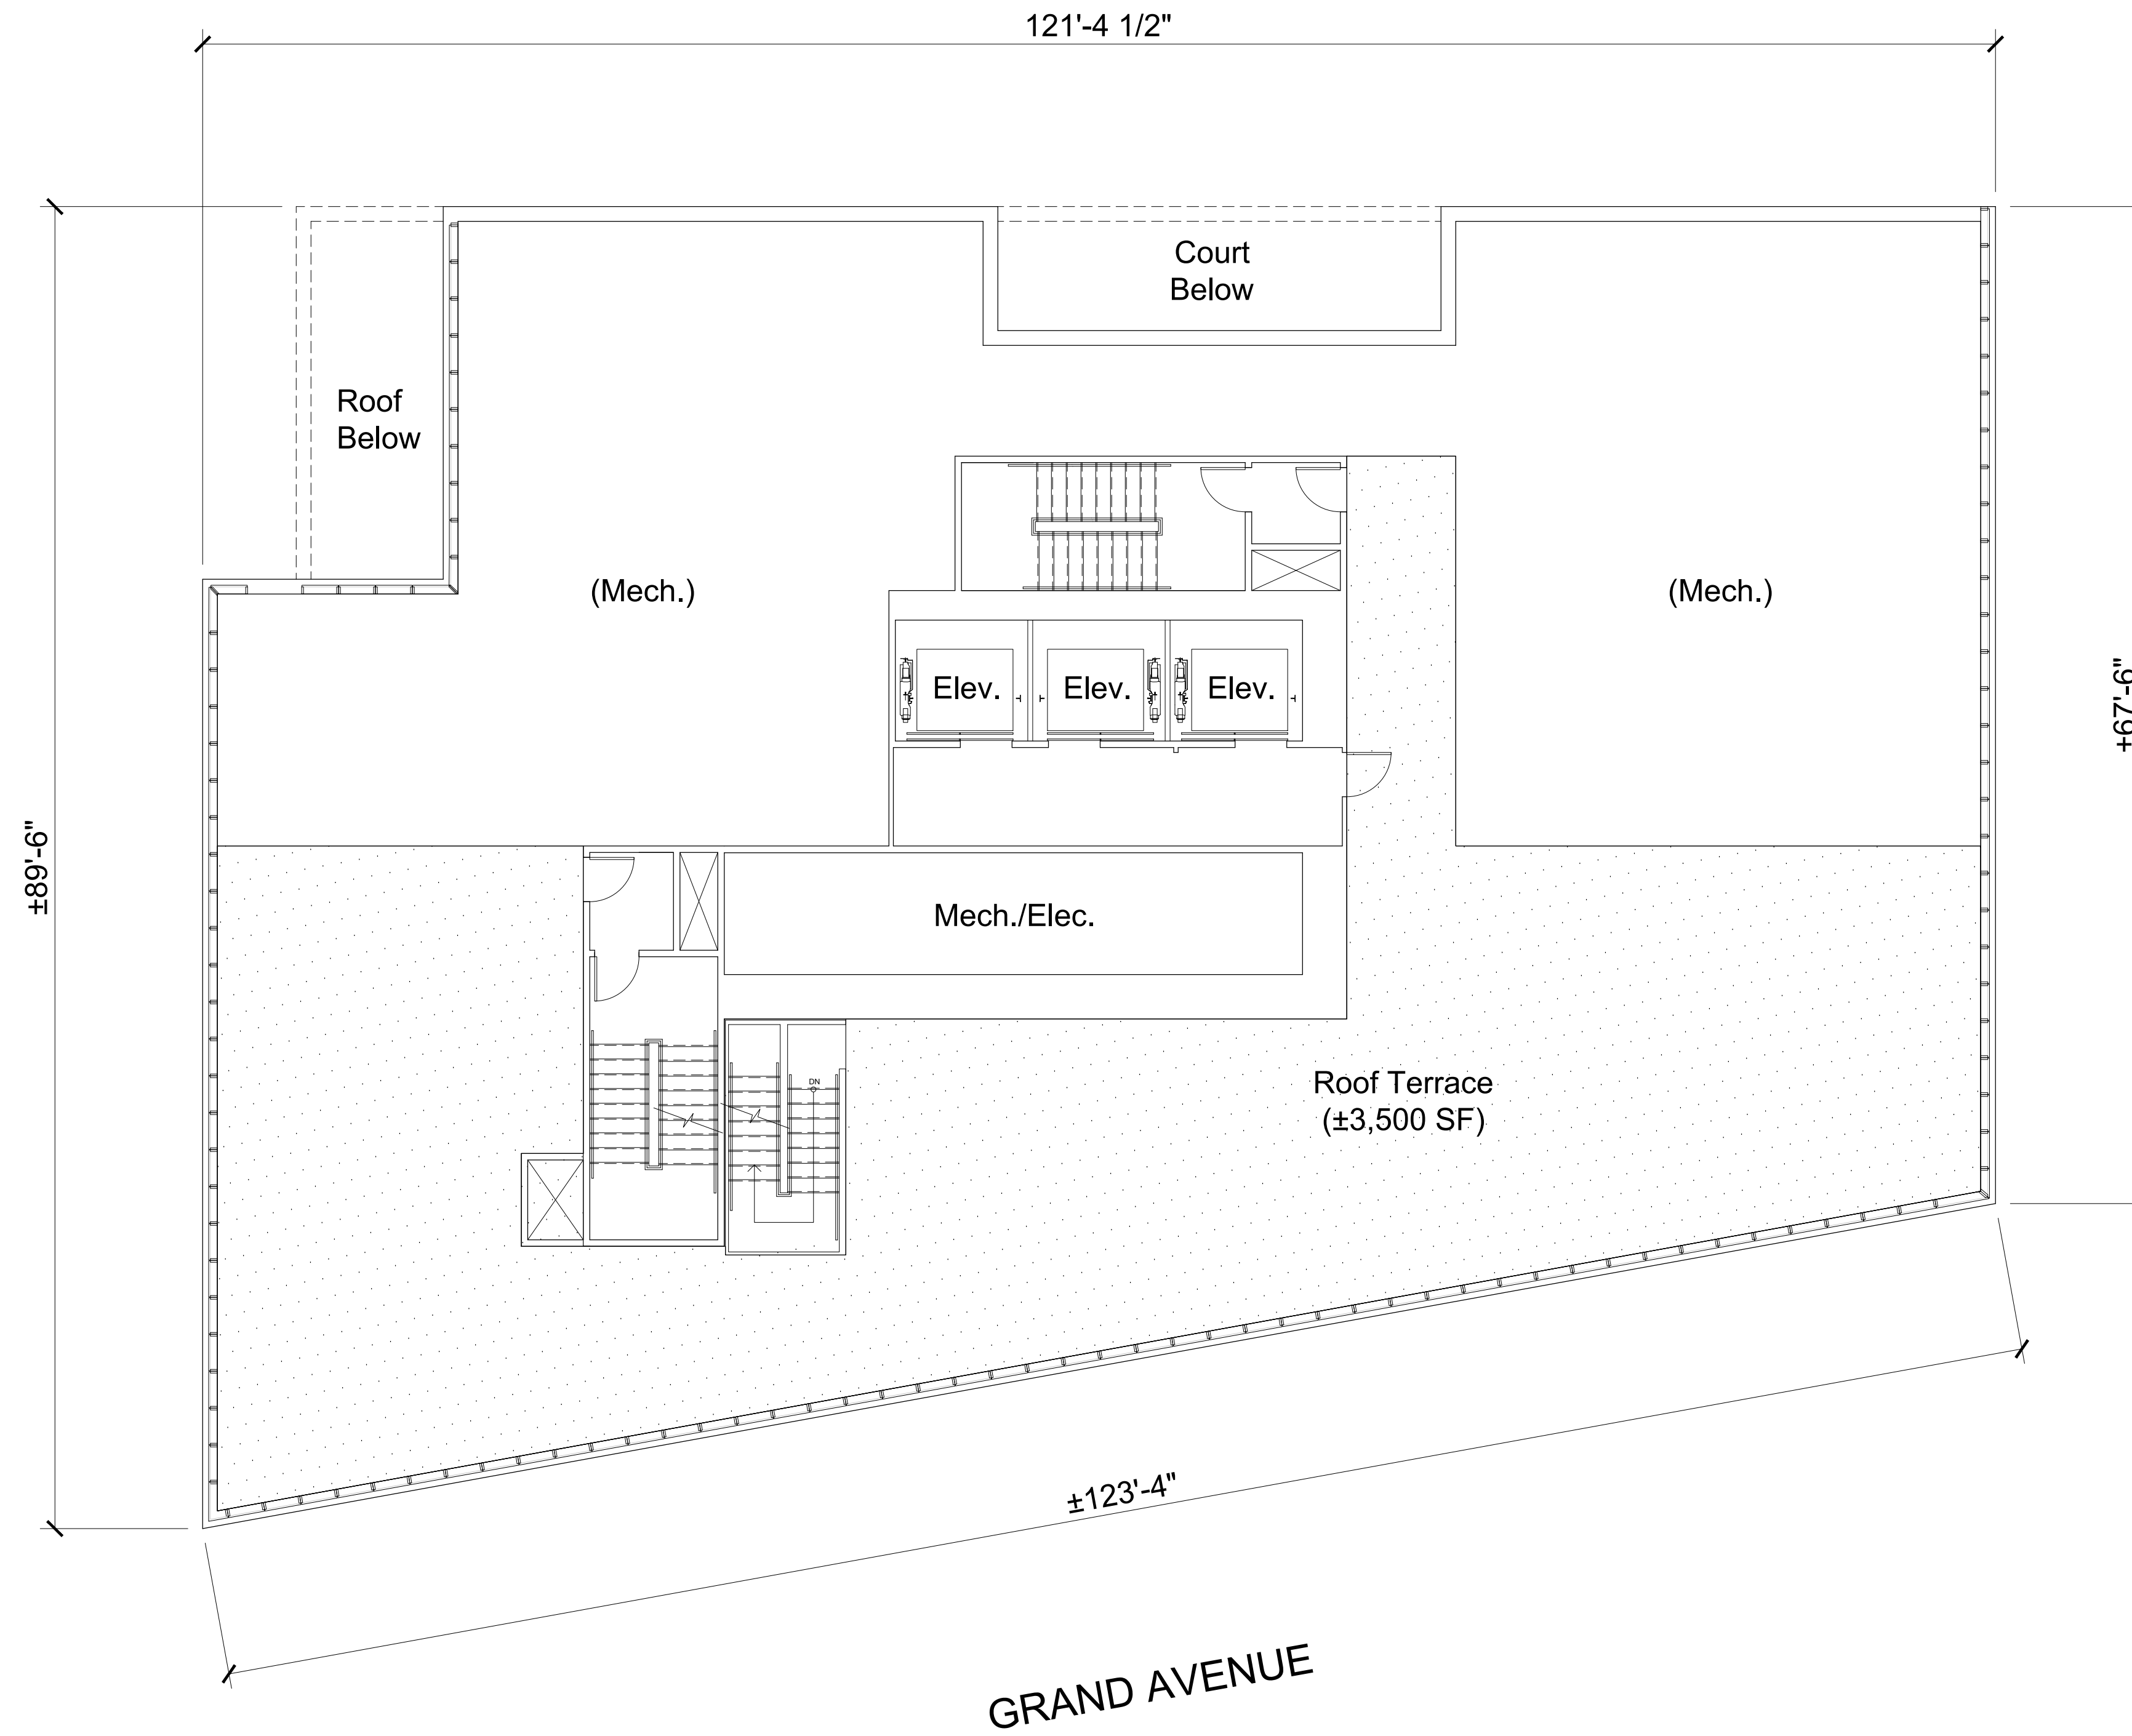 121'-4 1/2"
Court
Below
Roof
Below
(Mech.)
(Mech.)
Elev.
Elev.
Elev.
±67'-6"
±89'-6"
Mech./Elec.
DN
Roof Terrace
(±3,500 SF)
±123'-4"
GRAND AVENUE